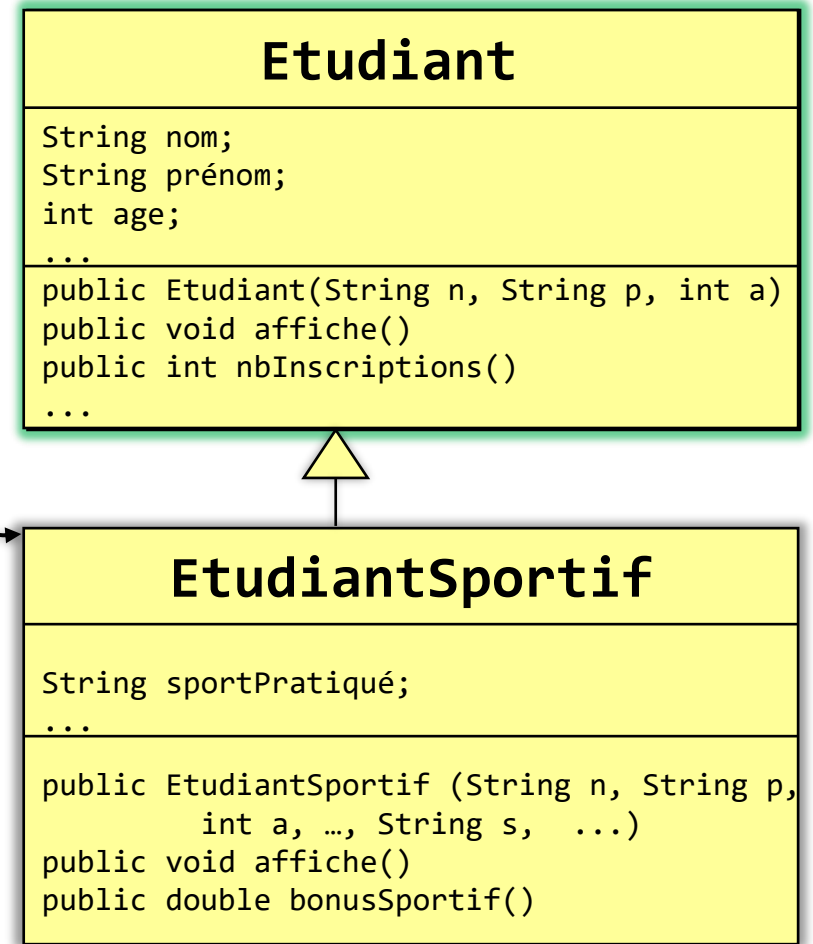 Etudiant
String nom;
String prénom;
int age;
...
public Etudiant(String n, String p, int a)
public void affiche()
public int nbInscriptions()
...
EtudiantSportif
String sportPratiqué;
...
public EtudiantSportif (String n, String p,
int a, …, String s, ...)
public void affiche()
public double bonusSportif()